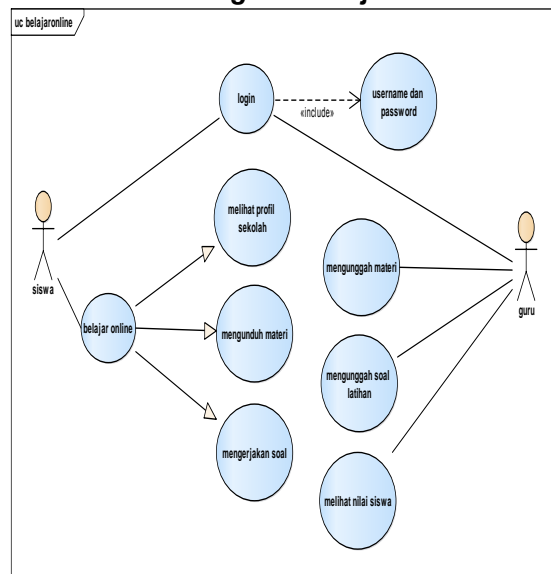 uc belajaronline
login
«include»
username dan
password
melihat profil
sekolah
siswa
mengunggah materi
guru
belajar online
mengunduh materi
mengunggah soal
latihan
mengerjakan soal
melihat nilai siswa